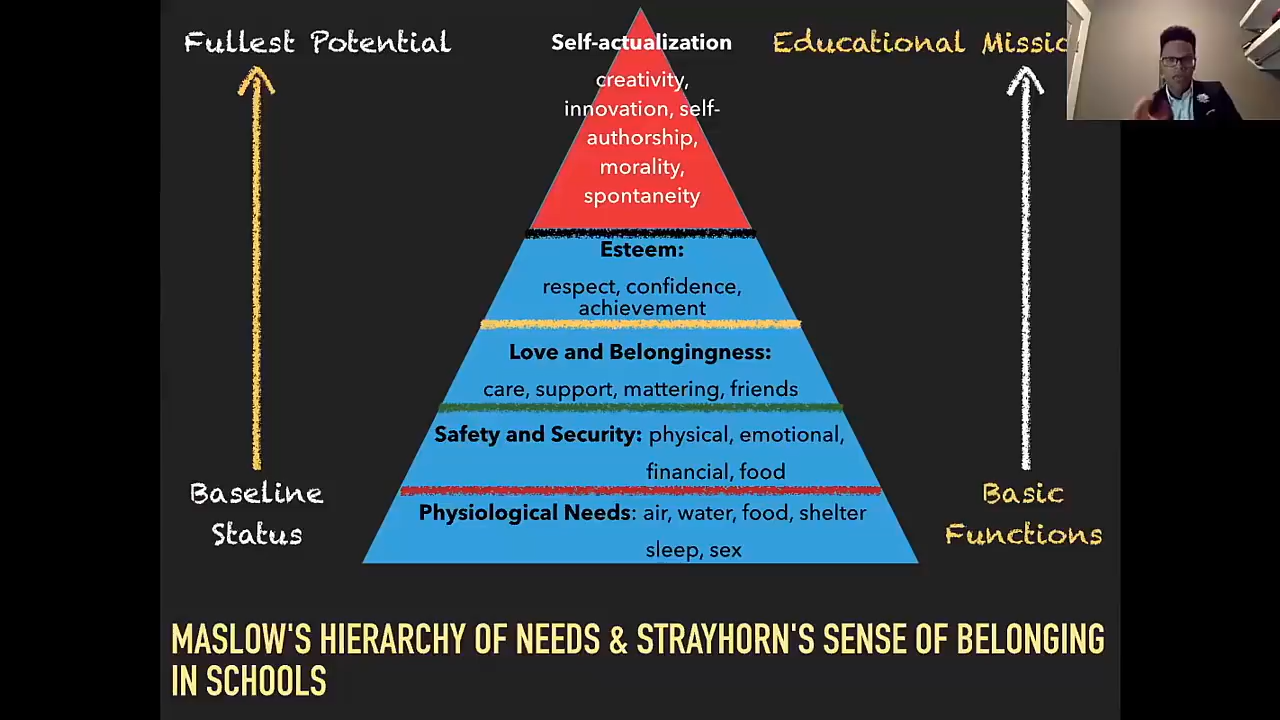 Fullest Potential
Self-actualization
Educational
creativity,
innovation, self-
authorship,
morality,
spontaneity
Esteem:
respect, confidence,
achievement
Love and Belongingness:
care, support, mattering, friends
Safety and Security: physical, emotional,
financial, food
Baseline
Status
Basic
Functions
Physiological Needs: air, water, food, shelter
sleep, sex
MASLOW'S HIERARCHY OF NEEDS & STRAYHORN'S SENSE OF BELONGING
IN SCHOOLS